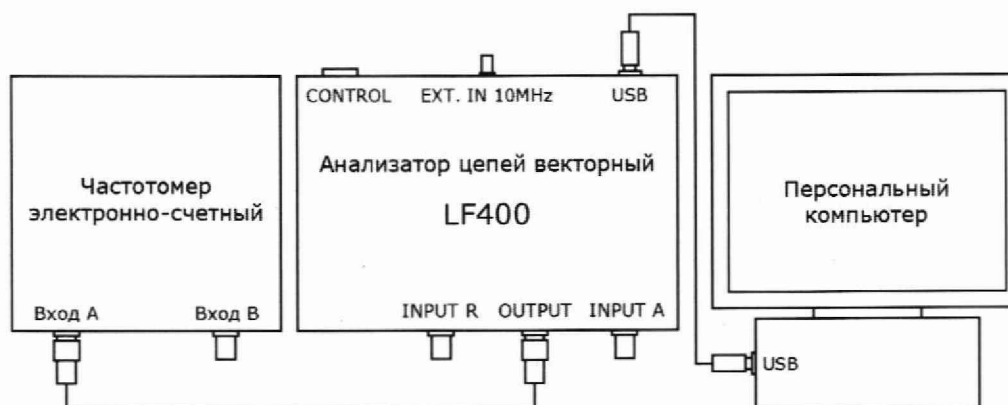 CONTROL EXT. IN 10MHz USB
Частотомер
электронно-счетный
Анализатор цепей векторный
LF400
Персональный
компьютер
Вход A Вход B
INPUT R OUTPUT INPUT A
USB